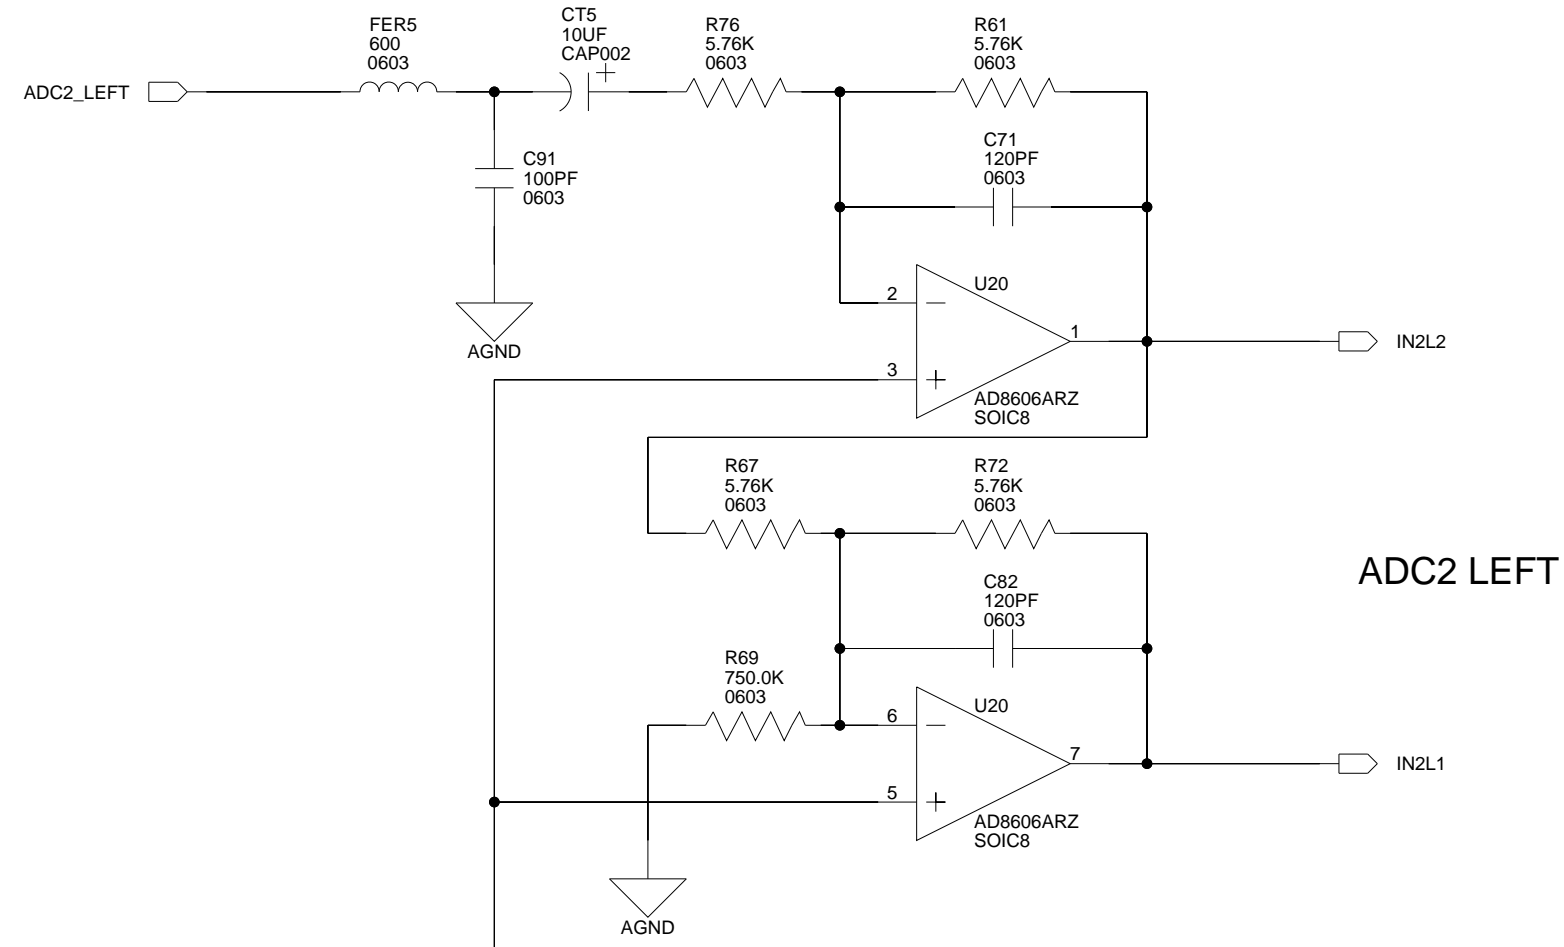 FER5
600
0603
CT5
10UF
CAP002
+
R76
5.76K
0603
R61
5.76K
0603
ADC2_LEFT
C91
100PF
0603
C71
120PF
0603
AGND
U20
2
−
1
3
+
AD8606ARZ
SOIC8
IN2L2
R67
5.76K
0603
R72
5.76K
0603
ADC2 LEFT
C82
120PF
0603
R69
750.0K
0603
U20
6
−
7
5
+
AD8606ARZ
SOIC8
IN2L1
AGND